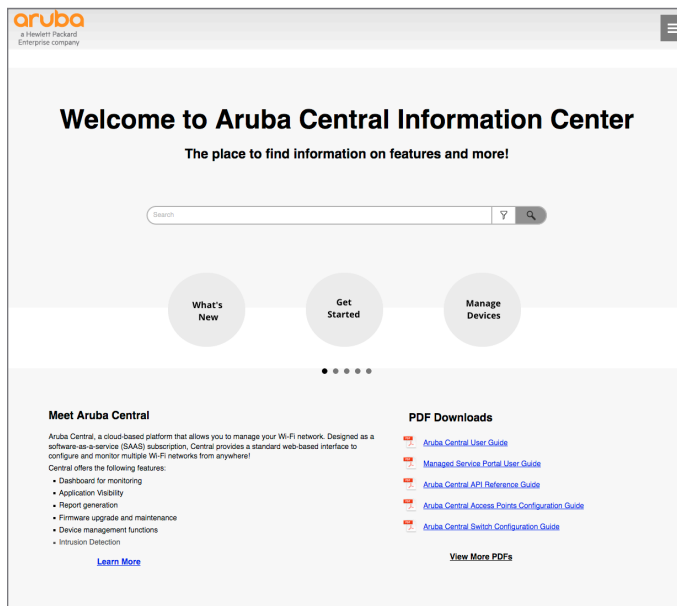 aruba
a Hewlett Packard
Enterprise company
Welcome to Aruba Central Information Center
The place to find information on features and more!
Search
What's
New
Get
Started
Manage
Devices
Meet Aruba Central
Aruba Central, a cloud-based platform that allows you to manage your Wi-Fi network. Designed as a
software-as-a-service (SAAS) subscription, Central provides a standard web-based interface to
configure and monitor multiple Wi-Fi networks from anywhere!
Central offers the following features:
• Dashboard for monitoring
• Application Visibility
• Report generation
• Firmware upgrade and maintenance
• Device management functions
• Intrusion Detection
Learn More
PDF Downloads
Aruba Central User Guide
Managed Service Portal User Guide
Aruba Central API Reference Guide
Aruba Central Access Points Configuration Guide
Aruba Central Switch Configuration Guide
View More PDFs